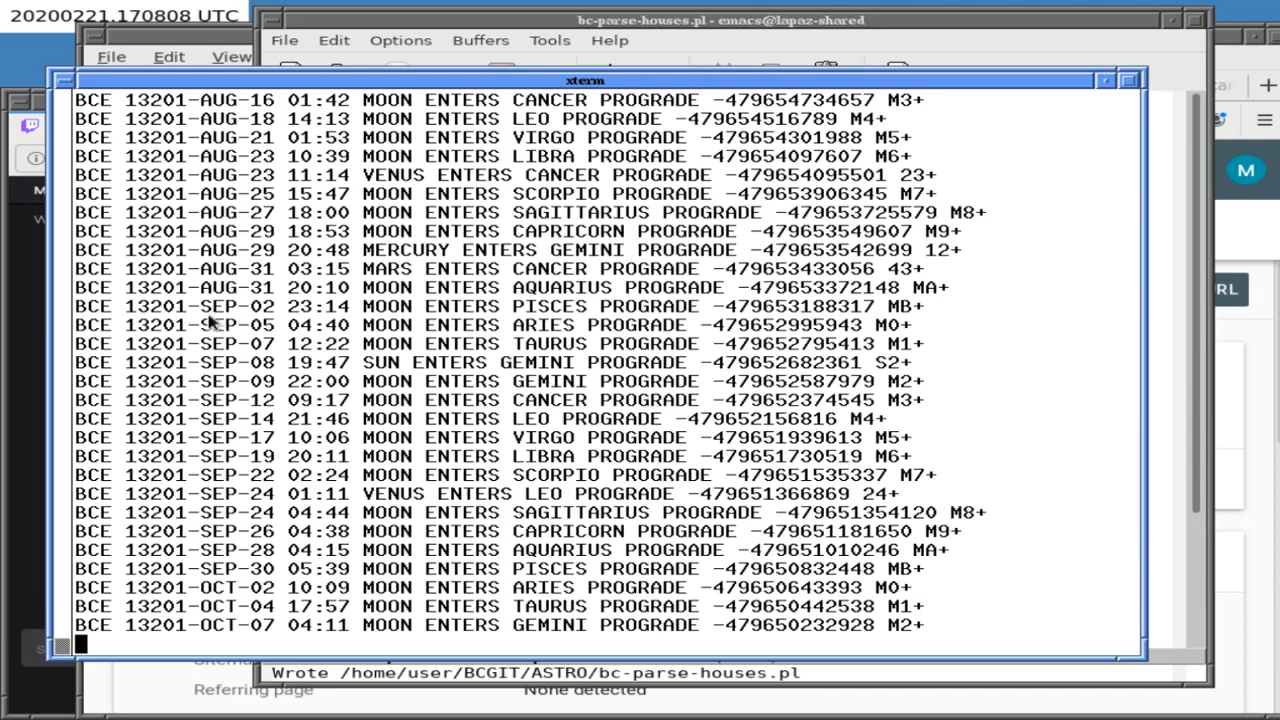 20200221.170808 UTC
bc-parse-houses.pl - emacs@lapaz-shared
File Edit Options Buffers Tools Help
File Edit View
xterm
BCE 13201-AUG-16 01:42 MOON ENTERS CANCER PROGRADE -479654734657 M3+
BCE 13201-AUG-18 14:13 MOON ENTERS LEO PROGRADE -479654516789 M4+
BCE 13201-AUG-21 01:53 MOON ENTERS VIRGO PROGRADE -479654301988 M5+
BCE 13201-AUG-23 10:39 MOON ENTERS LIBRA PROGRADE -479654097607 M6+
BCE 13201-AUG-23 11:14 VENUS ENTERS CANCER PROGRADE -479654095501 23+
BCE 13201-AUG-25 15:47 MOON ENTERS SCORPIO PROGRADE -479653906345 M7+
BCE 13201-AUG-27 18:00 MOON ENTERS SAGITTARIUS PROGRADE -479653725579 M8+
BCE 13201-AUG-29 18:53 MOON ENTERS CAPRICORN PROGRADE -479653549607 M9+
BCE 13201-AUG-29 20:48 MERCURY ENTERS GEMINI PROGRADE -479653542699 12+
BCE 13201-AUG-31 03:15 MARS ENTERS CANCER PROGRADE -479653433056 43+
BCE 13201-AUG-31 20:10 MOON ENTERS AQUARIUS PROGRADE -479653372148 MA+
BCE 13201-SEP-02 23:14 MOON ENTERS PISCES PROGRADE -479653188317 MB+
BCE 13201-SEP-05 04:40 MOON ENTERS ARIES PROGRADE -479652995943 M0+
BCE 13201-SEP-07 12:22 MOON ENTERS TAURUS PROGRADE -479652795413 M1+
BCE 13201-SEP-08 19:47 SUN ENTERS GEMINI PROGRADE -479652682361 S2+
BCE 13201-SEP-09 22:00 MOON ENTERS GEMINI PROGRADE -479652587979 M2+
BCE 13201-SEP-12 09:17 MOON ENTERS CANCER PROGRADE -479652374545 M3+
BCE 13201-SEP-14 21:46 MOON ENTERS LEO PROGRADE -479652156816 M4+
BCE 13201-SEP-17 10:06 MOON ENTERS VIRGO PROGRADE -479651939613 M5+
BCE 13201-SEP-19 20:11 MOON ENTERS LIBRA PROGRADE -479651730519 M6+
BCE 13201-SEP-22 02:24 MOON ENTERS SCORPIO PROGRADE -479651535337 M7+
BCE 13201-SEP-24 01:11 VENUS ENTERS LEO PROGRADE -479651366869 24+
BCE 13201-SEP-24 04:44 MOON ENTERS SAGITTARIUS PROGRADE -479651354120 M8+
BCE 13201-SEP-26 04:38 MOON ENTERS CAPRICORN PROGRADE -479651181650 M9+
BCE 13201-SEP-28 04:15 MOON ENTERS AQUARIUS PROGRADE -479651010246 MA+
BCE 13201-SEP-30 05:39 MOON ENTERS PISCES PROGRADE -479650832448 MB+
BCE 13201-OCT-02 10:09 MOON ENTERS ARIES PROGRADE -479650643393 M0+
BCE 13201-OCT-04 17:57 MOON ENTERS TAURUS PROGRADE -479650442538 M1+
BCE 13201-OCT-07 04:11 MOON ENTERS GEMINI PROGRADE -479650232928 M2+
M
RL
Wrote /home/user/BCGIT/ASTRO/bc-parse-houses.pl
Referring page None detected